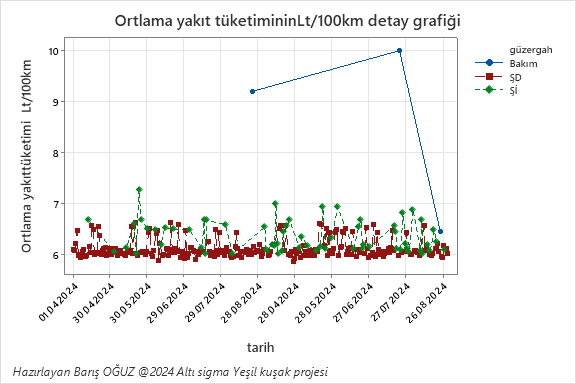 Ortlama yakıt tüketimininLt/100km detay grafiği
güzergah
Bakım
ŞD
Şİ
Ortlama yakıttüketimi Lt/100km
10
9
8
7
6
01.04.2024
30.04.2024
30.05.2024
29.06.2024
29.07.2024
28.08.2024
28.04.2024
28.05.2024
27.06.2024
27.07.2024
26.08.2024
tarih
Hazırlayan Barış OĞUZ @2024 Altı sigma Yeşil kuşak projesi